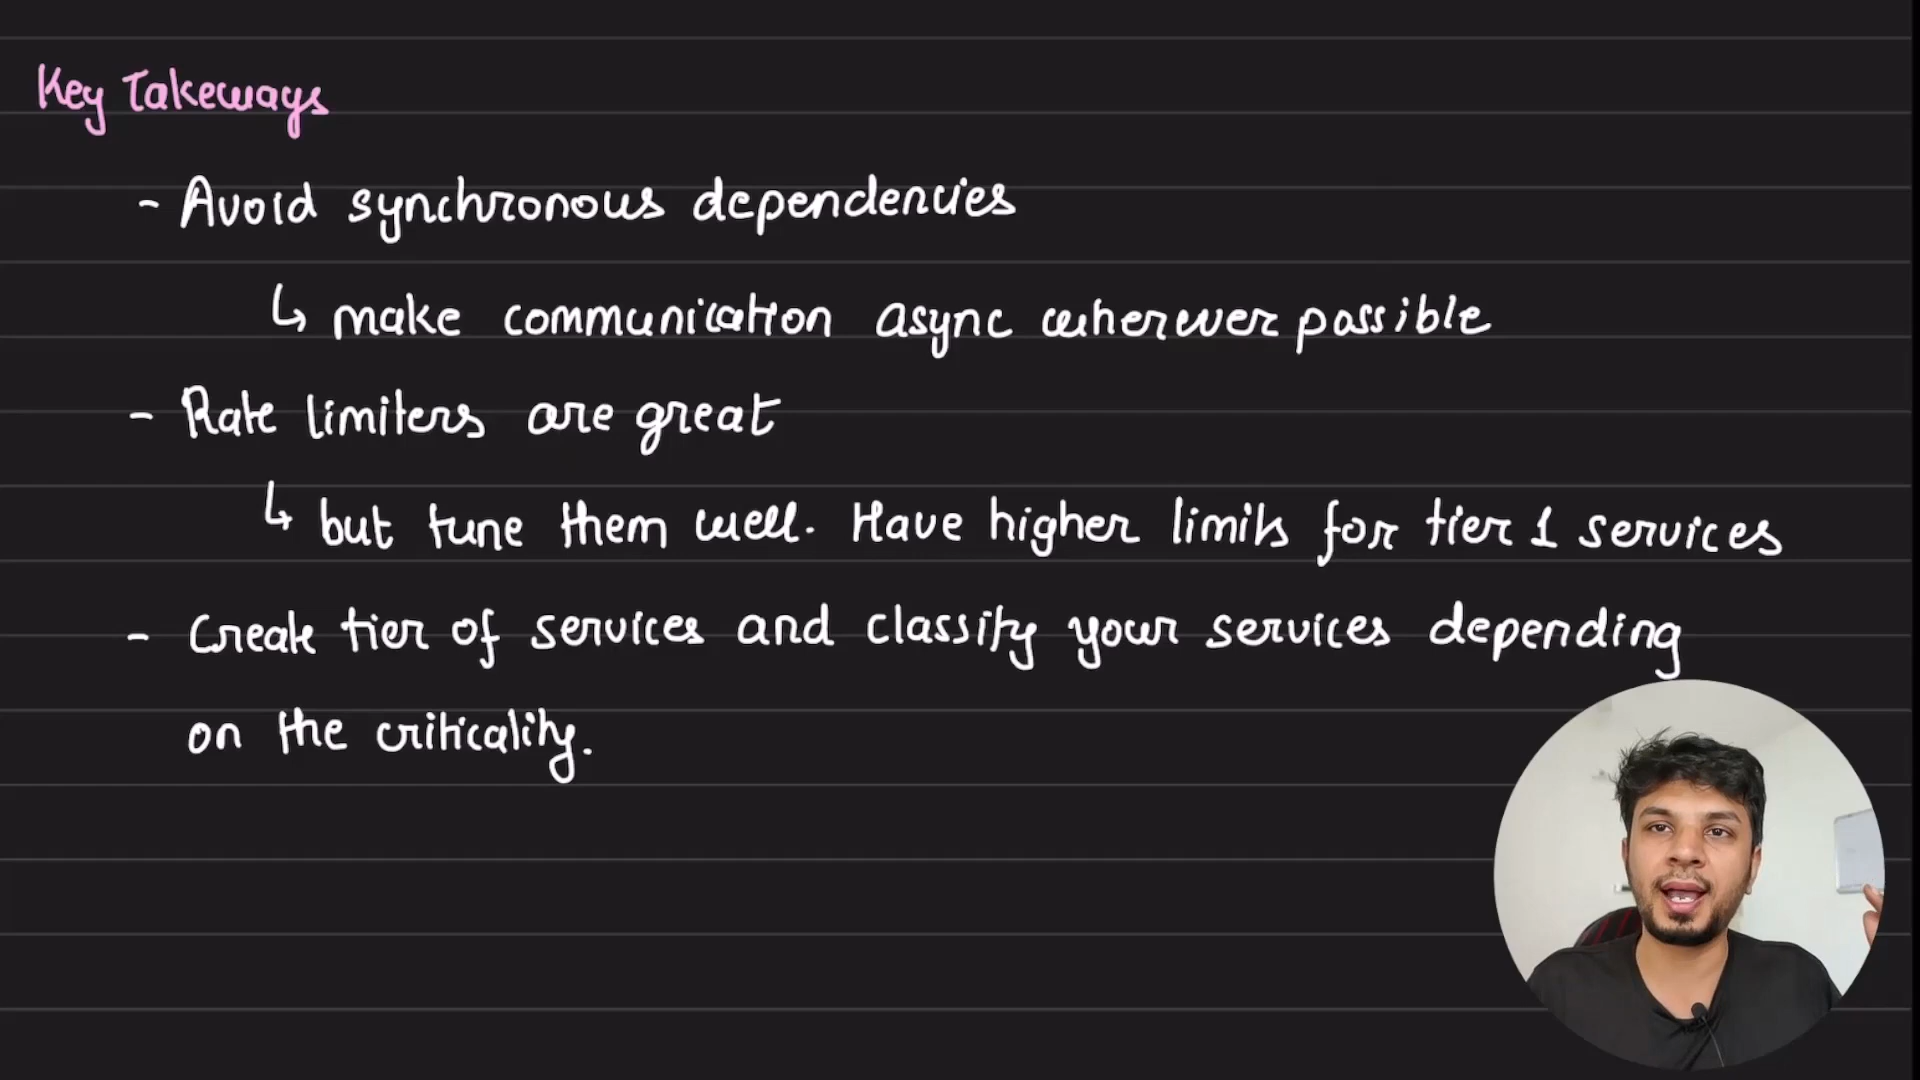 Key Takeways
- Avoid synchronous dependencies
↳ make communication async wherever possible
- Rate limiters are great
↳ but tune them well. Have higher limits for tier 1 services
- Create tier of services and classify your services depending
on the criticality.